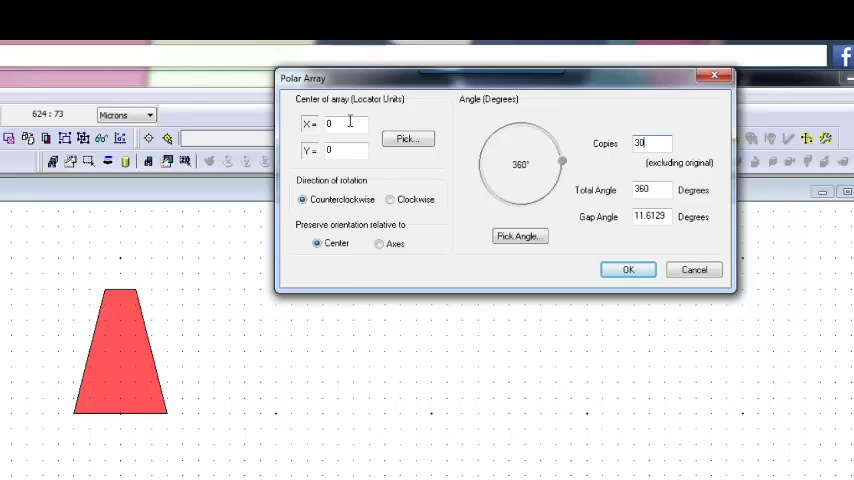 f
Polar Array
624 : 73
Microns
Center of array (Locator Units)
X = 0
Pick...
Y = 0
Direction of rotation
Counterclockwise
Clockwise
Preserve orientation relative to
Center
Axes
Angle (Degrees)
360°
Pick Angle...
Copies 30
(excluding original)
Total Angle 360 Degrees
Gap Angle 11.6129 Degrees
OK
Cancel